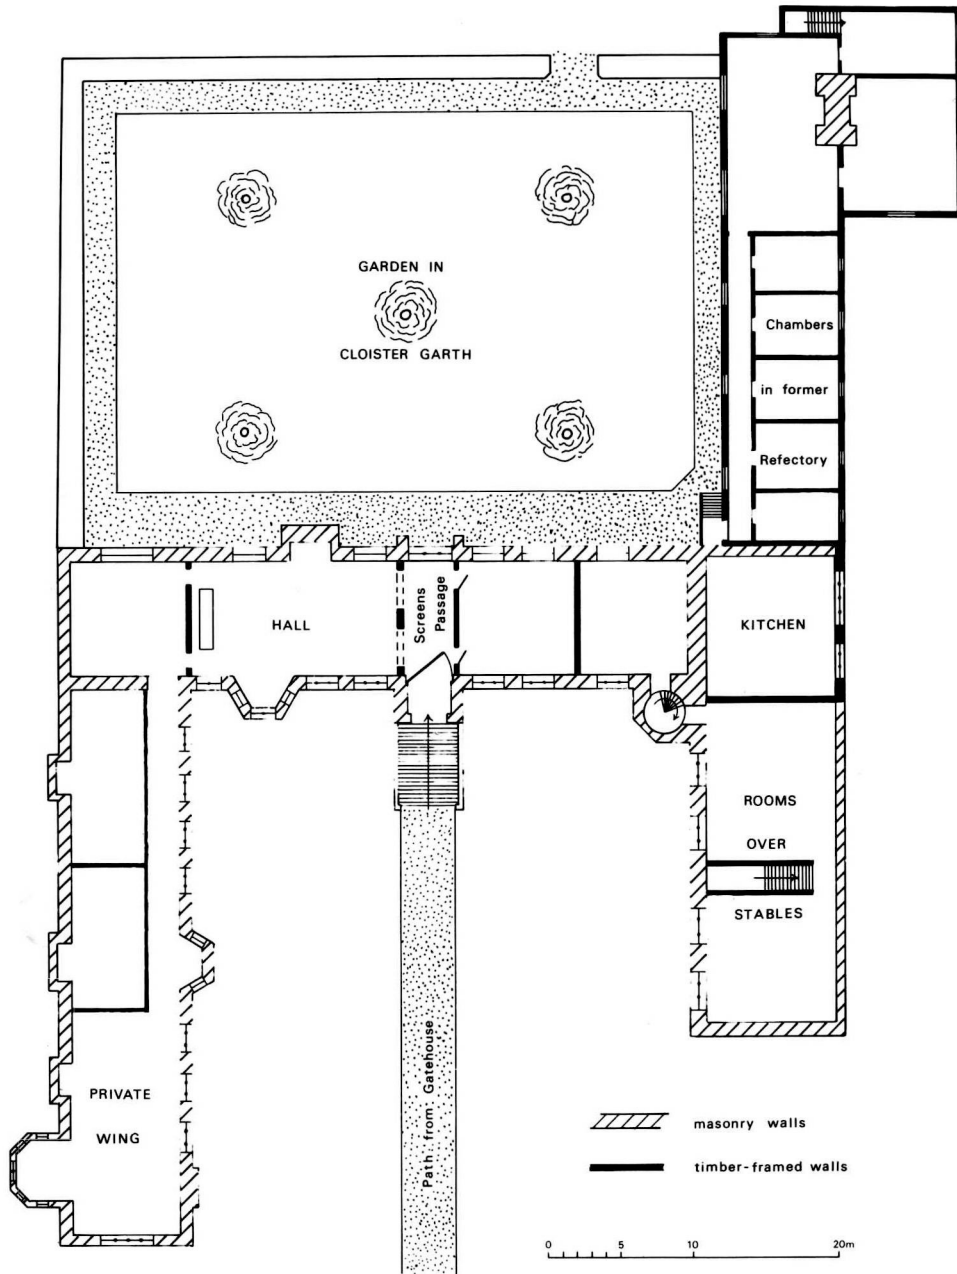 GARDEN IN
CLOISTER GARTH
Chambers
in former
Refectory
HALL
Screens
Passage
KITCHEN
ROOMS
OVER
STABLES
PRIVATE
WING
Path from Gatehouse
masonry walls
timber-framed walls
0 5 10 20m